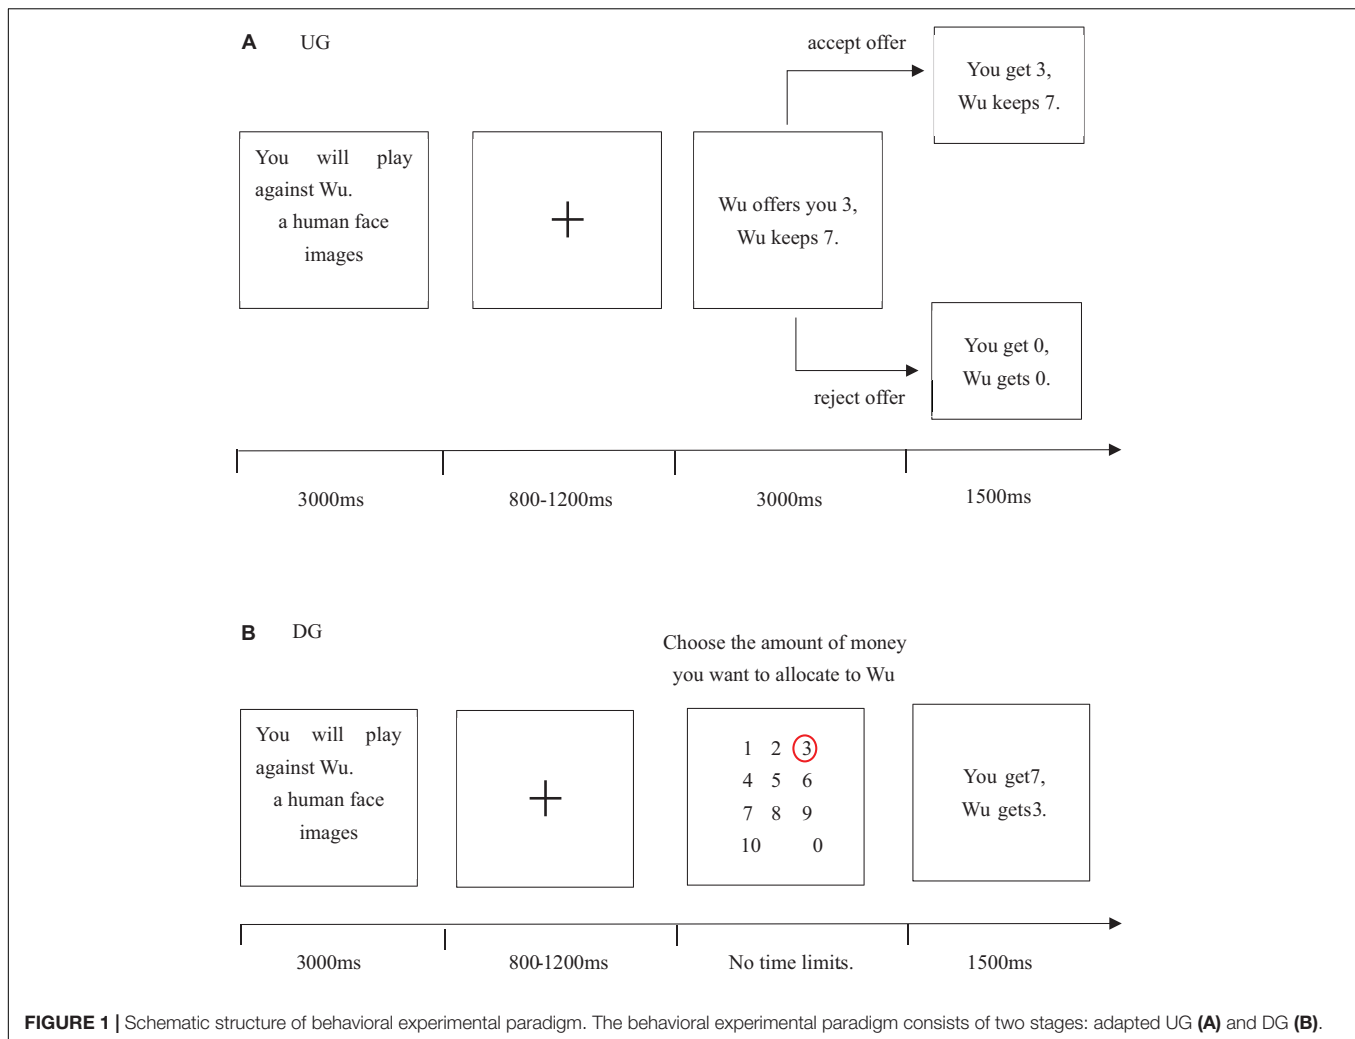 A UG
accept offer
You get 3,
Wu keeps 7.
You will play
against Wu.
a human face
images
Wu offers you 3,
Wu keeps 7.
You get 0,
Wu gets 0.
reject offer
3000ms 800-1200ms 3000ms 1500ms
B DG
Choose the amount of money
you want to allocate to Wu
You will play
against Wu.
a human face
images
1 2 3
4 5 6
7 8 9
10 0
You get7,
Wu gets3.
3000ms 800-1200ms No time limits. 1500ms
FIGURE 1 | Schematic structure of behavioral experimental paradigm. The behavioral experimental paradigm consists of two stages: adapted UG (A) and DG (B).